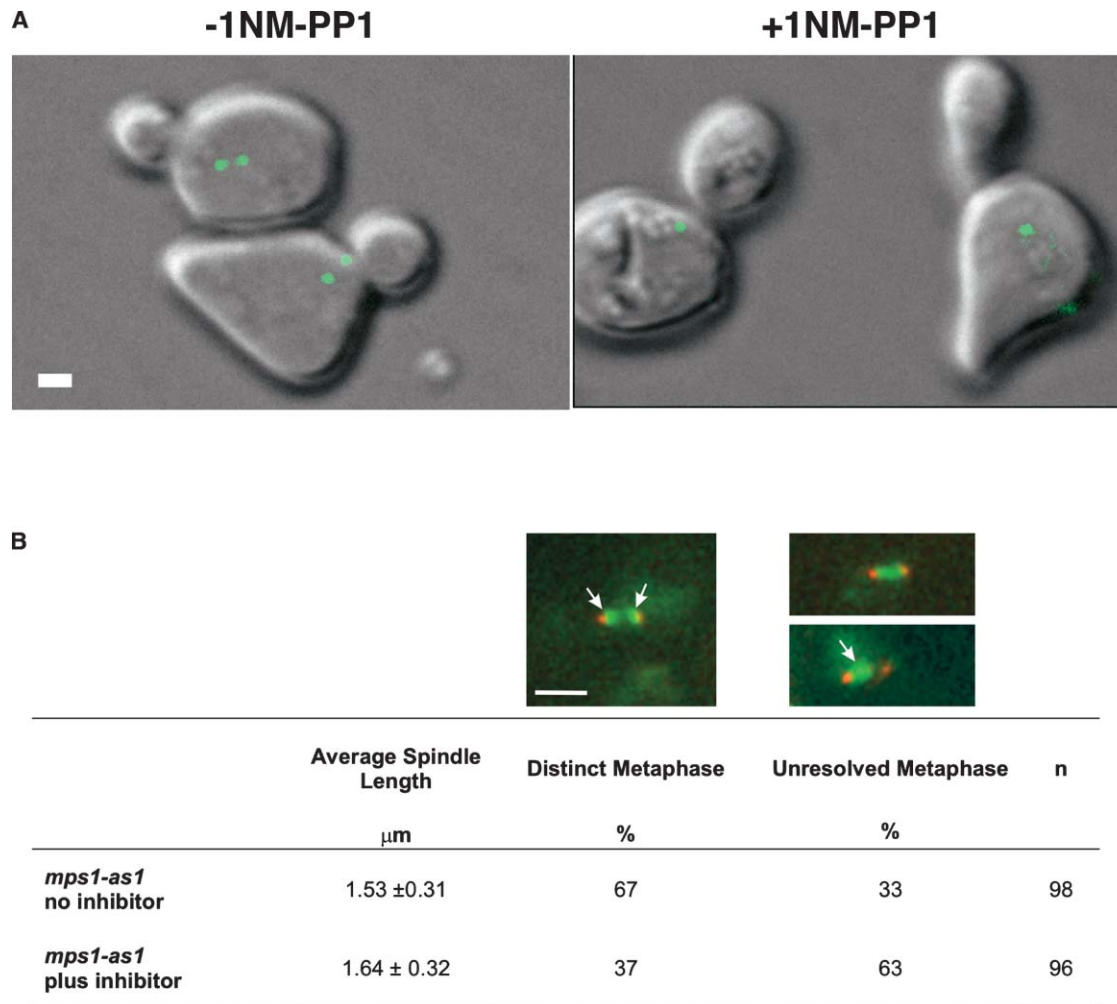 A
-1NM-PP1
+1NM-PP1
B
Average Spindle
Length
Distinct Metaphase
Unresolved Metaphase
n
μm
%
%
mps1-as1
no inhibitor
1.53 ±0.31
67
33
98
mps1-as1
plus inhibitor
1.64 ± 0.32
37
63
96